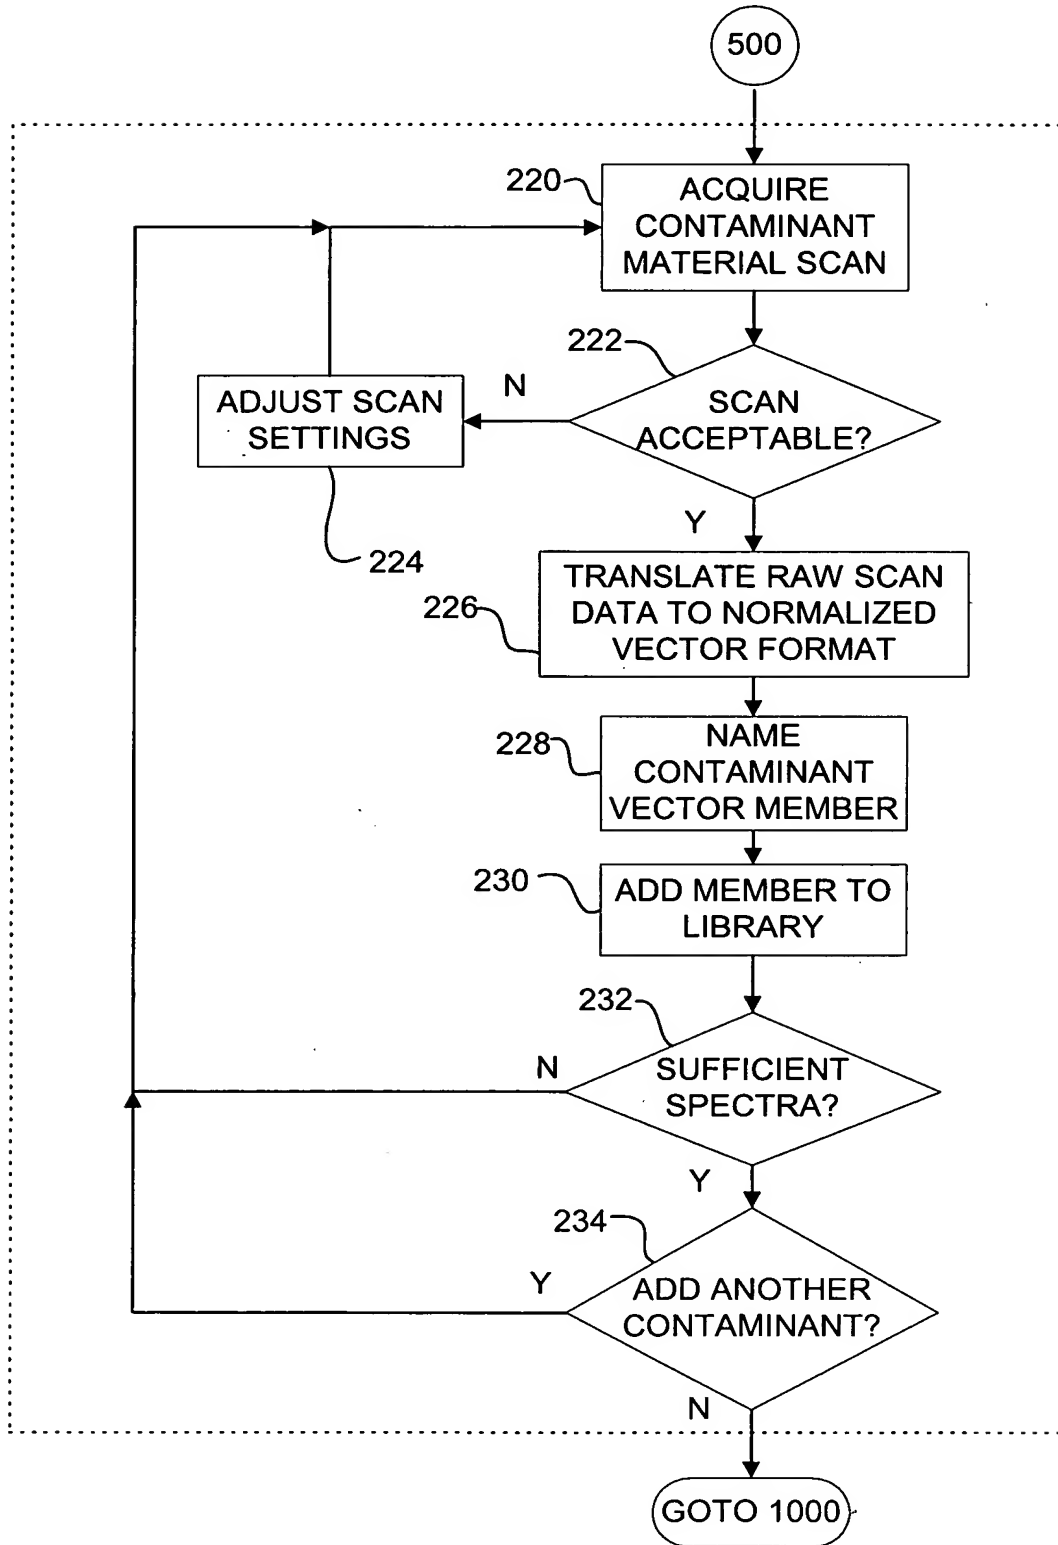 500
220
ACQUIRE
CONTAMINANT
MATERIAL SCAN
222
N
SCAN
ACCEPTABLE?
ADJUST SCAN
SETTINGS
224
Y
226
TRANSLATE RAW SCAN
DATA TO NORMALIZED
VECTOR FORMAT
228
NAME
CONTAMINANT
VECTOR MEMBER
230
ADD MEMBER TO
LIBRARY
232
N
SUFFICIENT
SPECTRA?
Y
234
Y
ADD ANOTHER
CONTAMINANT?
N
GOTO 1000